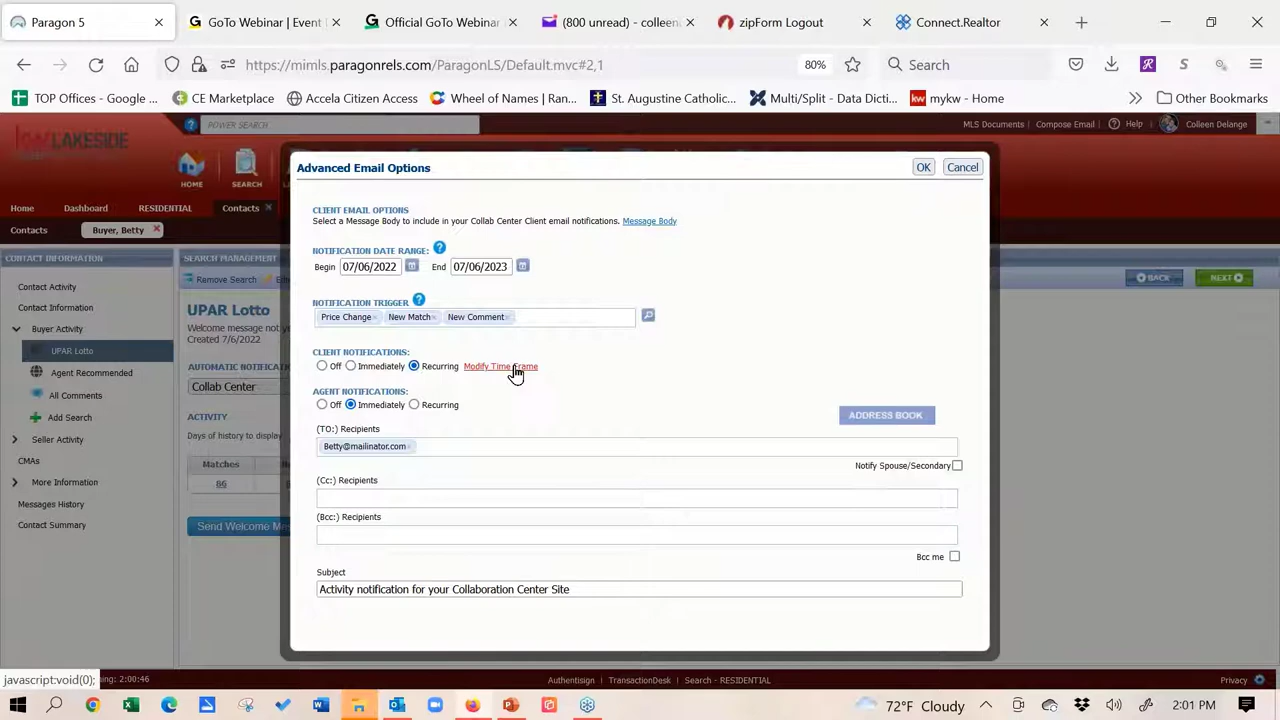 Paragon 5
GoTo Webinar | Event
Official GoTo Webinar
(800 unread) - colleen
zipForm Logout
Connect.Realtor
https://mimls.paragonrels.com/ParagonLS/Default.mvc#2,1
80%
Search
TOP Offices - Google ...
CE Marketplace
Accela Citizen Access
Wheel of Names | Ran...
St. Augustine Catholic...
Multi/Split - Data Dict...
mykw - Home
Other Bookmarks
kw LAKESIDE
POWER SEARCH
MLS Documents
Compose Email
Help
Colleen Delange
HOME
SEARCH
Home
Dashboard
RESIDENTIAL
Contacts
Contacts
Buyer, Betty
CONTACT INFORMATION
Contact Activity
Contact Information
Buyer Activity
UPAR Lotto
Agent Recommended
All Comments
Add Search
Seller Activity
CMAs
More Information
Messages History
Contact Summary
SEARCH MANAGEMENT
Remove Search
BACK
NEXT
UPAR Lotto
Welcome message not
Created 7/6/2022
AUTOMATIC NOTIFICATION
Collab Center
ACTIVITY
Days of history to display
Matches
86
Send Welcome Me
Advanced Email Options
OK
Cancel
CLIENT EMAIL OPTIONS
Select a Message Body to include in your Collab Center Client email notifications. Message Body
NOTIFICATION DATE RANGE:
Begin 07/06/2022 End 07/06/2023
NOTIFICATION TRIGGER
Price Change New Match New Comment
CLIENT NOTIFICATIONS:
Off Immediately Recurring Modify Time Frame
AGENT NOTIFICATIONS:
Off Immediately Recurring
ADDRESS BOOK
(TO:) Recipients
Betty@mailinator.com
Notify Spouse/Secondary
(Cc:) Recipients
(Bcc:) Recipients
Bcc me
Subject
Activity notification for your Collaboration Center Site
javascript:void(0);
ning: 2:00:46
Authentisign | TransactionDesk | Search - RESIDENTIAL
Privacy
72°F Cloudy
2:01 PM